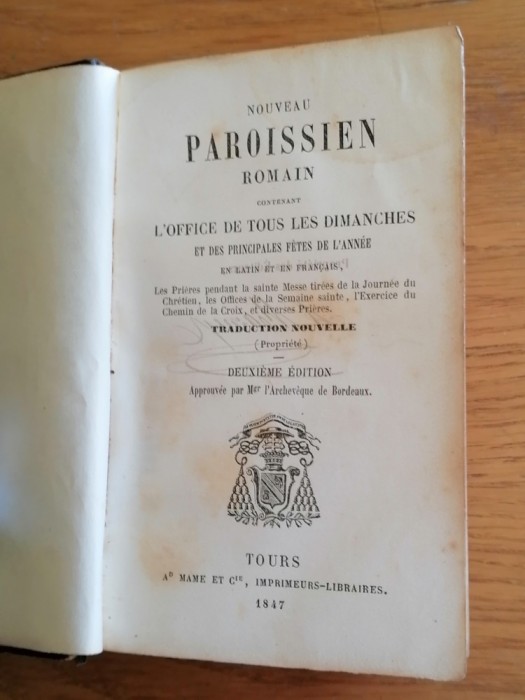 NOUVEAU
PAROISSIEN
ROMAIN
CONTENANT
L'OFFICE DE TOUS LES DIMANCHES
ET DES PRINCIPALES FÊTES DE L'ANNÉE
EN LATIN ET EN FRANÇAIS,
Les Prières pendant la sainte Messe tirées de la Journée du
Chrétien, les Offices de la Semaine sainte, l'Exercice du
Chemin de la Croix, et diverses Prières.
TRADUCTION NOUVELLE
(Propriété)
DEUXIÈME ÉDITION
Approuvée par Mgr l'Archevêque de Bordeaux.
TOURS
AD MAME ET CIE, IMPRIMEURS-LIBRAIRES.
1847